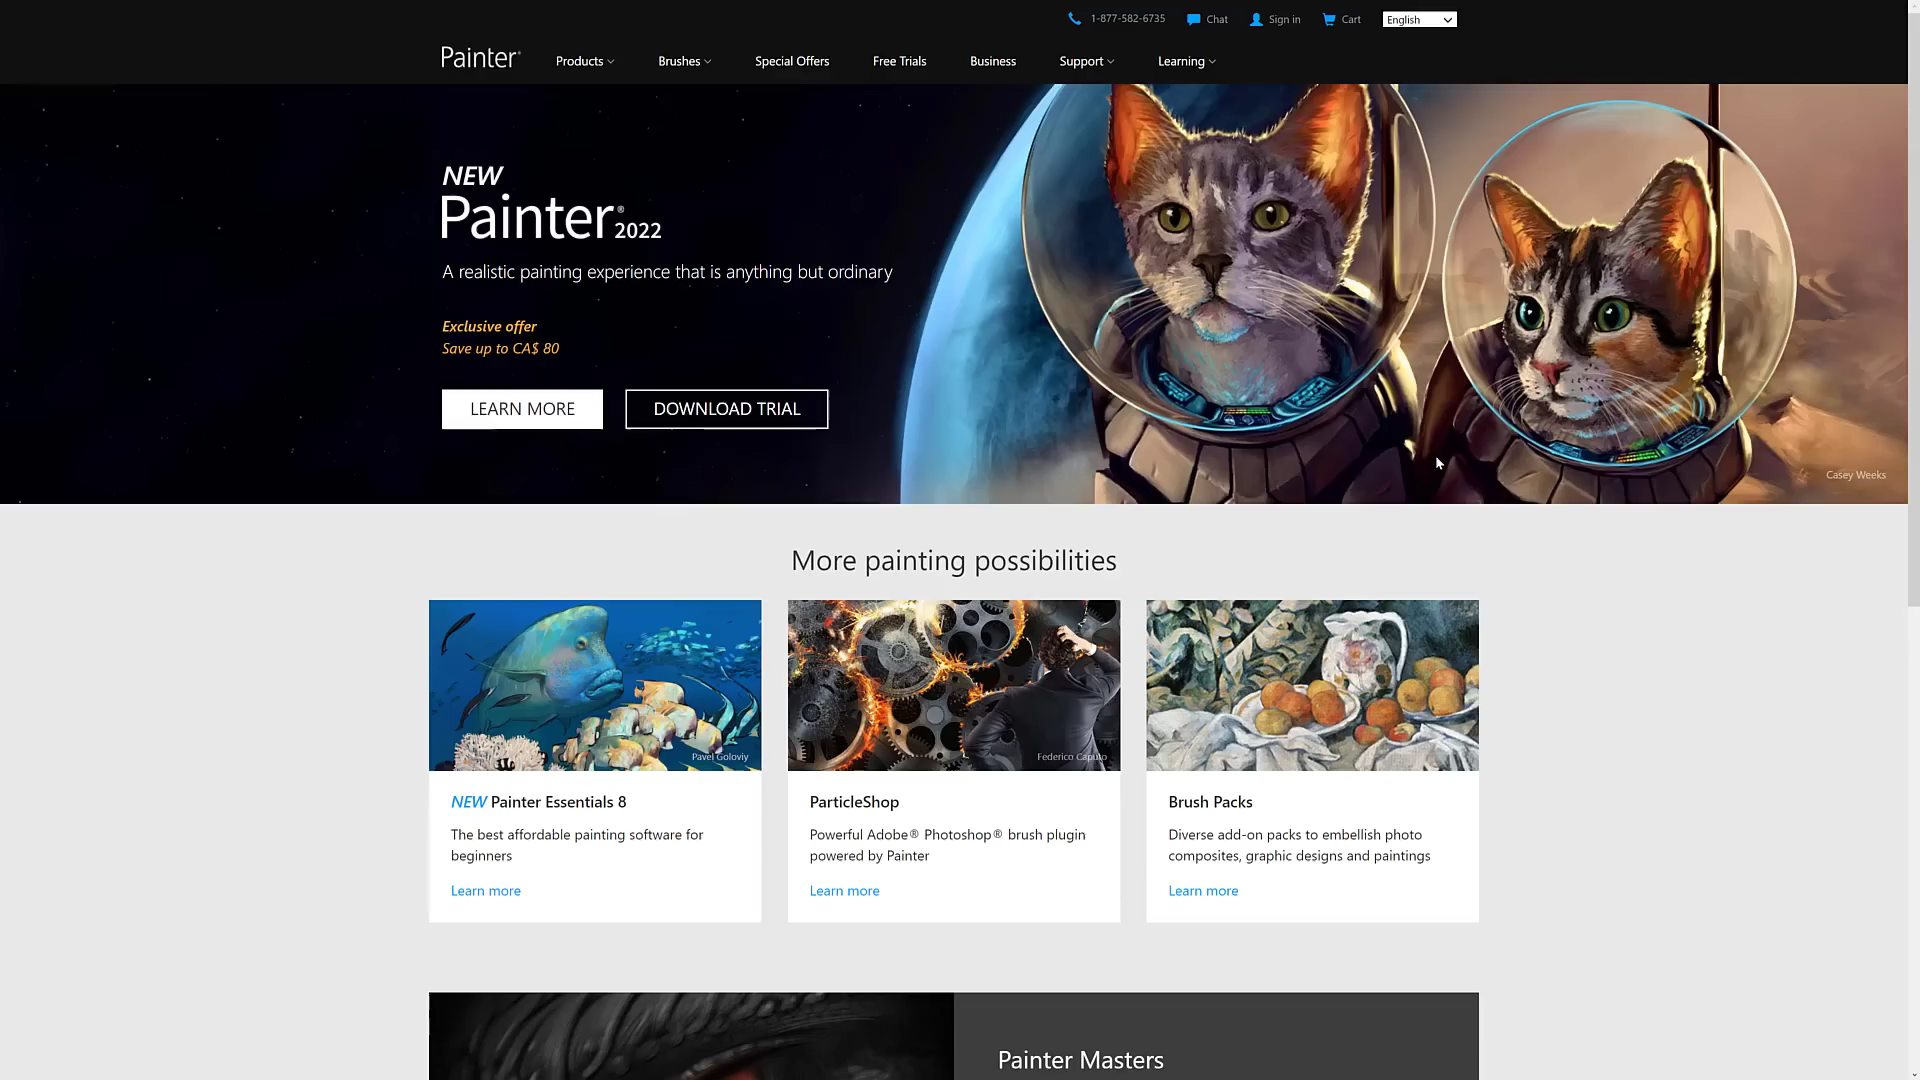 1-877-582-6735 Chat Sign in Cart English
Painter® Products Brushes Special Offers Free Trials Business Support Learning
NEW
Painter® 2022
A realistic painting experience that is anything but ordinary
Exclusive offer
Save up to CA$ 80
LEARN MORE DOWNLOAD TRIAL
Casey Weeks
More painting possibilities
Pavel Goloviy
NEW Painter Essentials 8
The best affordable painting software for
beginners
Learn more
Federico Caputo
ParticleShop
Powerful Adobe® Photoshop® brush plugin
powered by Painter
Learn more
Brush Packs
Diverse add-on packs to embellish photo
composites, graphic designs and paintings
Learn more
Painter Masters